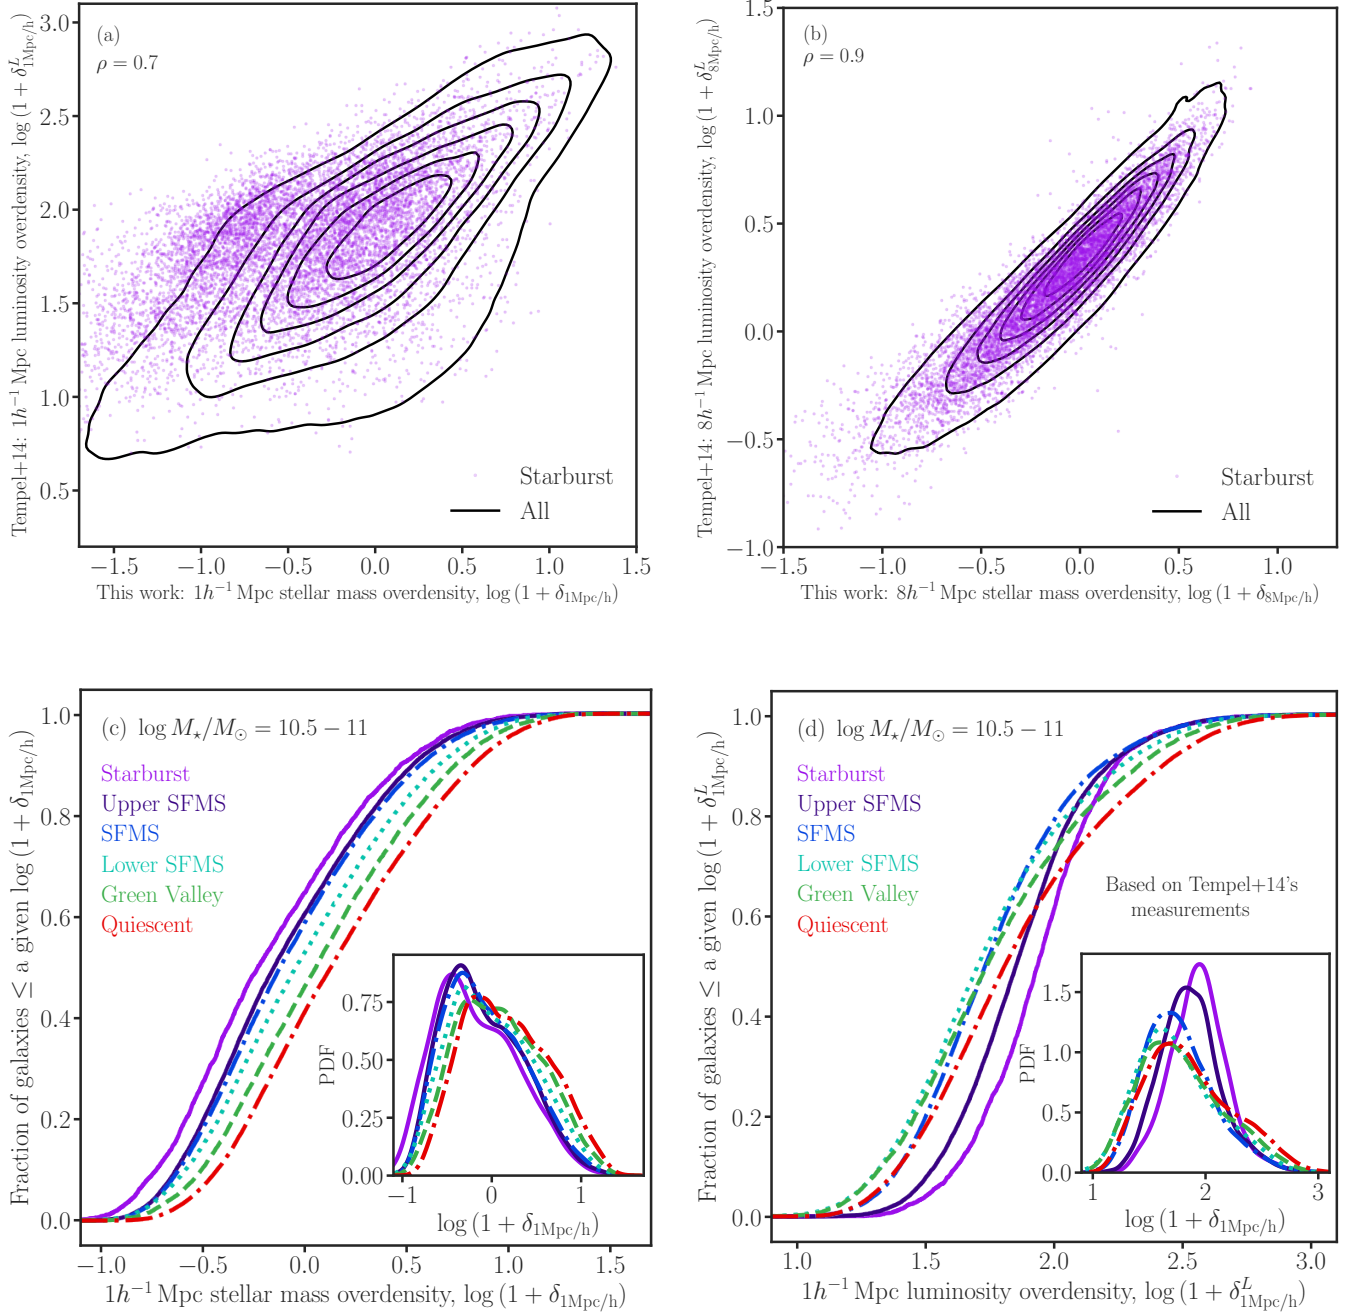 (a)
ρ = 0.7
3.0
2.5
2.0
1.5
1.0
0.5
Tempel+14: 1h⁻¹ Mpc luminosity overdensity, log (1 + δᴸ₁Mpc/h)
Starburst
All
−1.5 −1.0 −0.5 0.0 0.5 1.0 1.5
This work: 1h⁻¹ Mpc stellar mass overdensity, log (1 + δ₁Mpc/h)
(b)
ρ = 0.9
1.5
1.0
0.5
0.0
−0.5
−1.0
Tempel+14: 8h⁻¹ Mpc luminosity overdensity, log (1 + δᴸ₈Mpc/h)
Starburst
All
−1.5 −1.0 −0.5 0.0 0.5 1.0
This work: 8h⁻¹ Mpc stellar mass overdensity, log (1 + δ₈Mpc/h)
(c) log M⋆/M⊙ = 10.5 − 11
Starburst
Upper SFMS
SFMS
Lower SFMS
Green Valley
Quiescent
1.0
0.8
0.6
0.4
0.2
0.0
Fraction of galaxies ≤ a given log (1 + δ₁Mpc/h)
0.75
0.50
0.25
0.00
PDF
−1 0 1
log (1 + δ₁Mpc/h)
−1.0 −0.5 0.0 0.5 1.0 1.5
1h⁻¹ Mpc stellar mass overdensity, log (1 + δ₁Mpc/h)
(d) log M⋆/M⊙ = 10.5 − 11
Starburst
Upper SFMS
SFMS
Lower SFMS
Green Valley
Quiescent
Based on Tempel+14's
measurements
1.0
0.8
0.6
0.4
0.2
0.0
Fraction of galaxies ≤ a given log (1 + δᴸ₁Mpc/h)
1.5
1.0
0.5
0.0
PDF
1 2 3
log (1 + δ₁Mpc/h)
1.0 1.5 2.0 2.5 3.0
1h⁻¹ Mpc luminosity overdensity, log (1 + δᴸ₁Mpc/h)